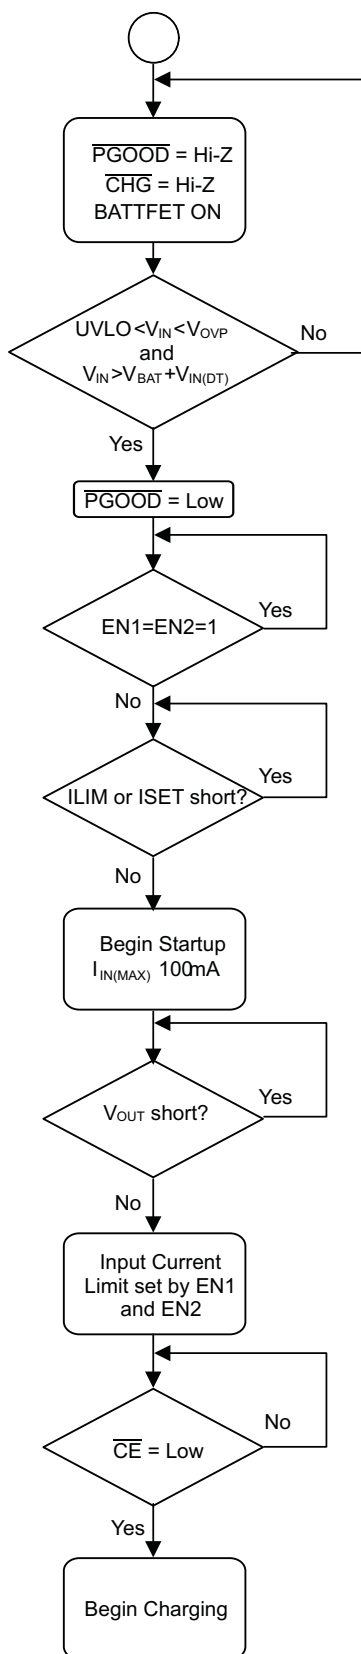 PGOOD = Hi-Z
CHG = Hi-Z
BATTFET ON
UVLO<VIN<VOVP
and
VIN>VBAT+VIN(DT)
No
Yes
PGOOD = Low
EN1=EN2=1
Yes
No
ILIM or ISET short?
Yes
No
Begin Startup
IIN(MAX) 100mA
VOUT short?
Yes
No
Input Current
Limit set by EN1
and EN2
CE = Low
No
Yes
Begin Charging